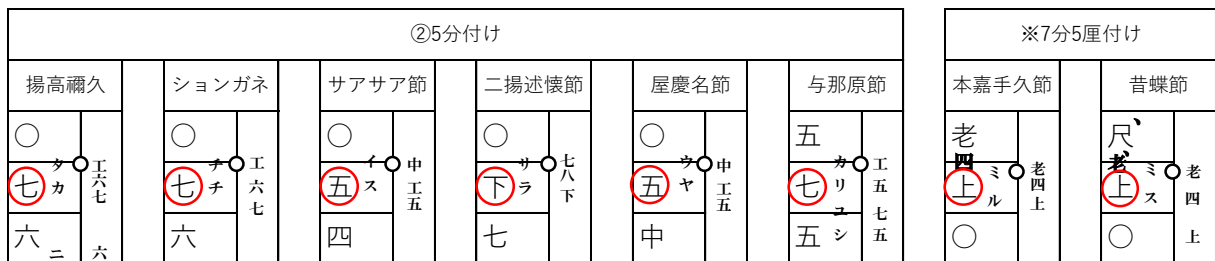 ②5分付け
※7分5厘付け
揚高禰久
ションガネ
サアサア節
二揚述懐節
屋慶名節
与那原節
本嘉手久節
昔蝶節
○七六
タカ ニ
工六七 六
○七六
チチ
工六七
○五四
イス
中工五
○下七
リラ
七八下
○五中
ウヤ
中工五
五七五
カリユシ
工五七五
老四上○
ミル
老四上
尺、老、上○
ミス
老四上